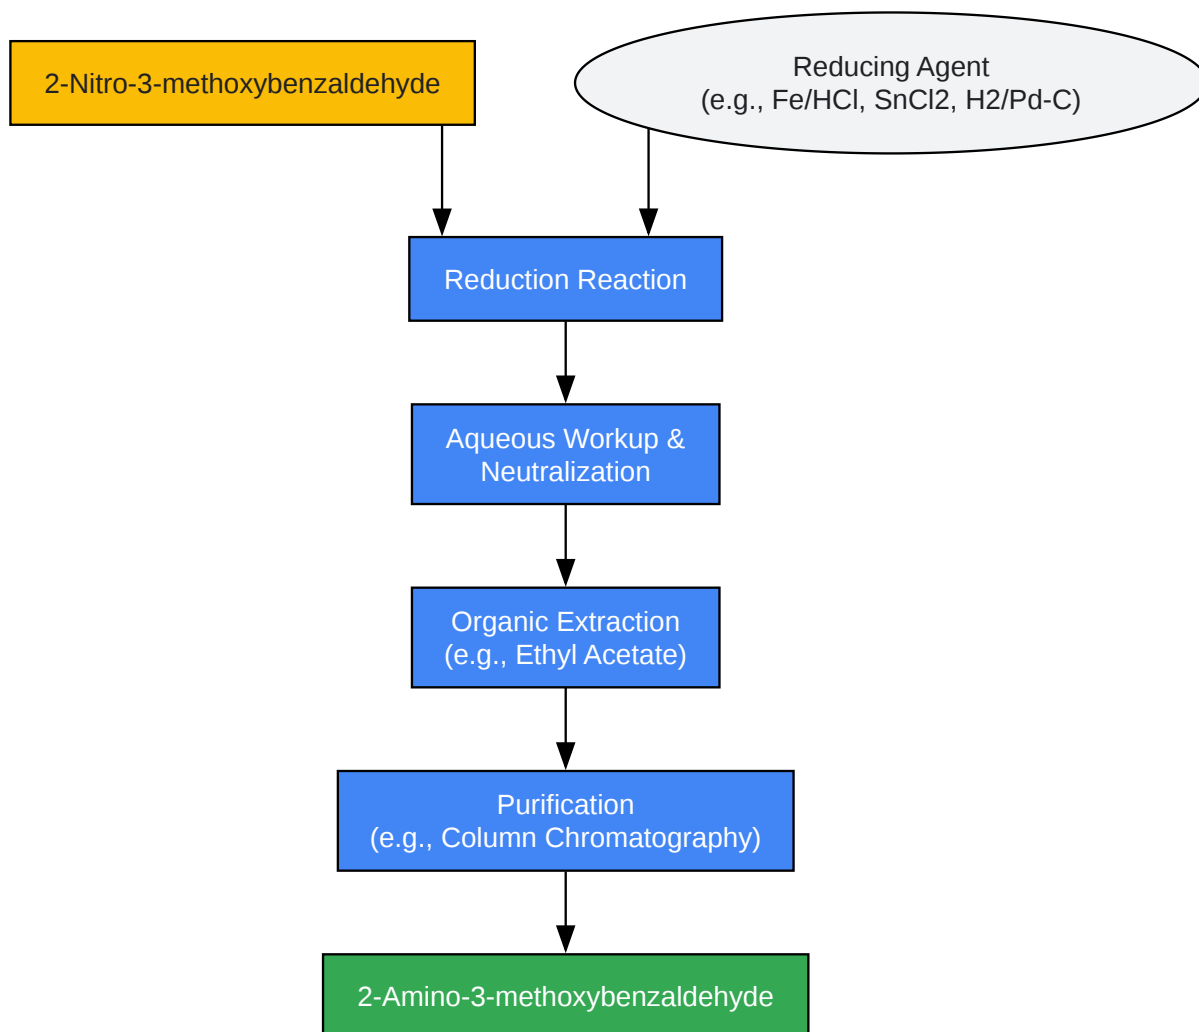 2-Nitro-3-methoxybenzaldehyde
Reducing Agent
(e.g., Fe/HCl, SnCl2, H2/Pd-C)
Reduction Reaction
Aqueous Workup &
Neutralization
Organic Extraction
(e.g., Ethyl Acetate)
Purification
(e.g., Column Chromatography)
2-Amino-3-methoxybenzaldehyde